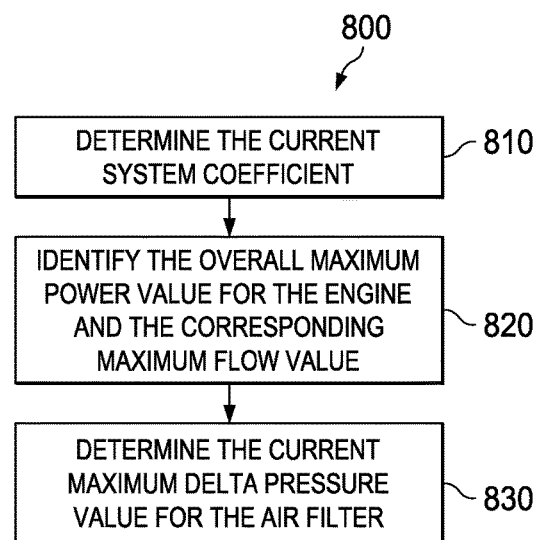 800
DETERMINE THE CURRENT
SYSTEM COEFFICIENT
810
IDENTIFY THE OVERALL MAXIMUM
POWER VALUE FOR THE ENGINE
AND THE CORRESPONDING
MAXIMUM FLOW VALUE
820
DETERMINE THE CURRENT
MAXIMUM DELTA PRESSURE
VALUE FOR THE AIR FILTER
830